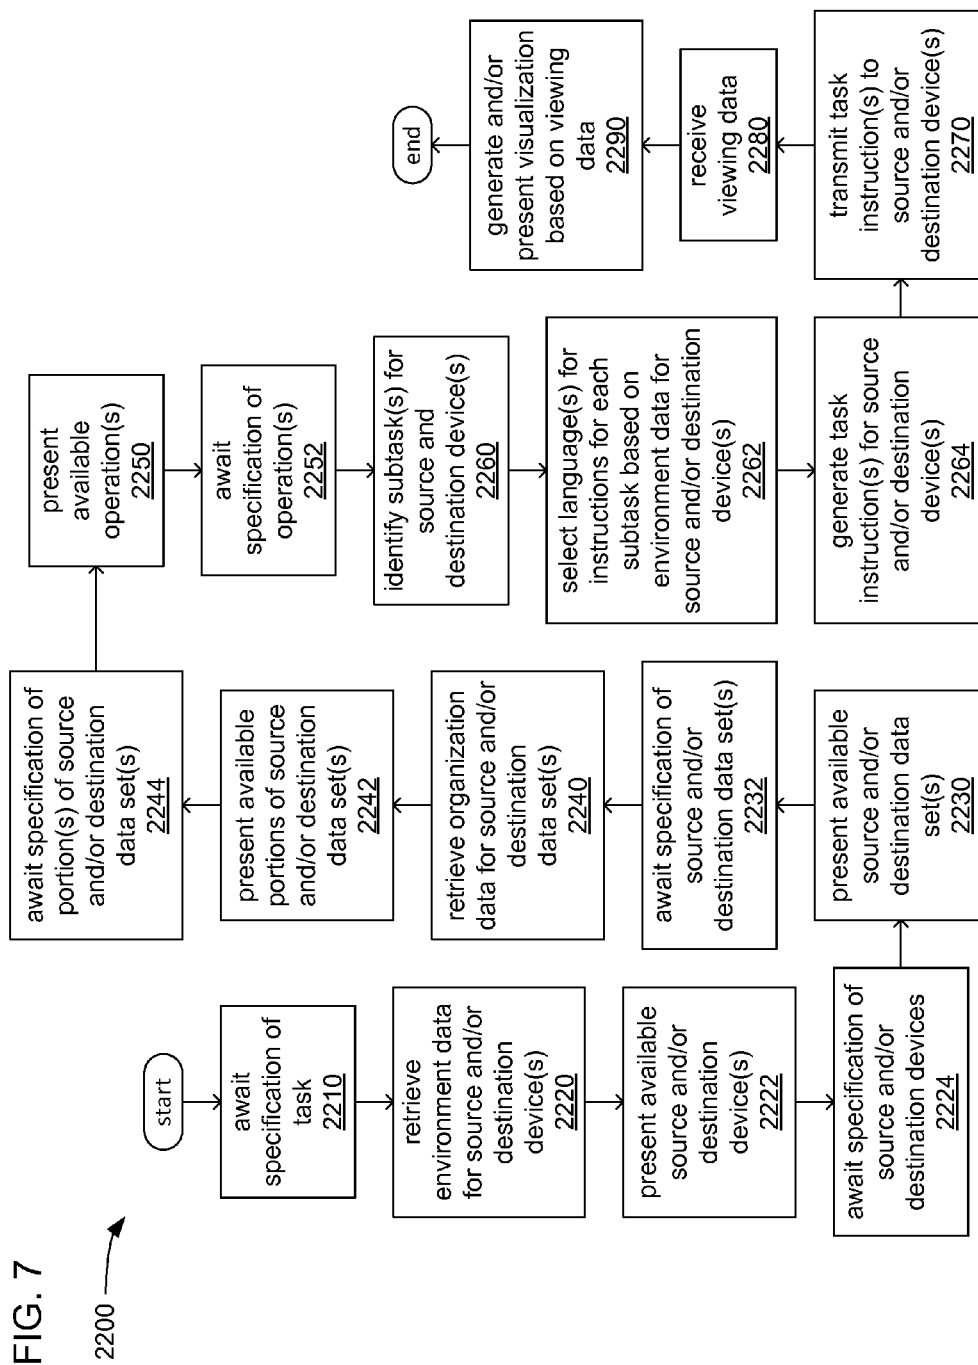 FIG. 7
2200
start
await
specification of
task
2210
retrieve
environment data
for source and/or
destination
device(s)
2220
present available
source and/or
destination
device(s)
2222
await specification of
source and/or
destination devices
2224
present available
source and/or
destination data
set(s)
2230
await specification of
source and/or
destination data set(s)
2232
retrieve organization
data for source and/or
destination
data set(s)
2240
present available
portions of source
and/or destination
data set(s)
2242
await specification of
portion(s) of source
and/or destination
data set(s)
2244
present
available
operation(s)
2250
await
specification of
operation(s)
2252
identify subtask(s) for
source and
destination device(s)
2260
select language(s) for
instructions for each
subtask based on
environment data for
source and/or destination
device(s)
2262
generate task
instruction(s) for source
and/or destination
device(s)
2264
transmit task
instruction(s) to
source and/or
destination device(s)
2270
receive
viewing data
2280
generate and/or
present visualization
based on viewing
data
2290
end